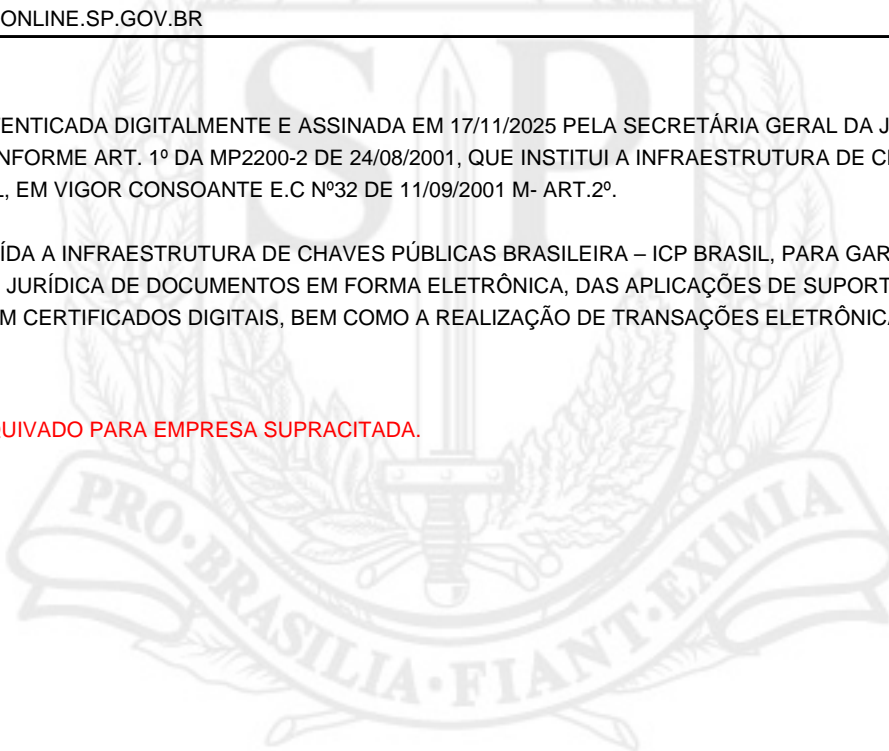 ONLINE.SP.GOV.BR
TENTICADA DIGITALMENTE E ASSINADA EM 17/11/2025 PELA SECRETÁRIA GERAL DA J
NFORME ART. 1º DA MP2200-2 DE 24/08/2001, QUE INSTITUI A INFRAESTRUTURA DE C
L, EM VIGOR CONSOANTE E.C Nº32 DE 11/09/2001 M- ART.2º.
ÍDA A INFRAESTRUTURA DE CHAVES PÚBLICAS BRASILEIRA – ICP BRASIL, PARA GAR
JURÍDICA DE DOCUMENTOS EM FORMA ELETRÔNICA, DAS APLICAÇÕES DE SUPORT
M CERTIFICADOS DIGITAIS, BEM COMO A REALIZAÇÃO DE TRANSAÇÕES ELETRÔNICA
QUIVADO PARA EMPRESA SUPRACITADA.
SP
PRO·BRASILIA·FIANT·EXIMIA